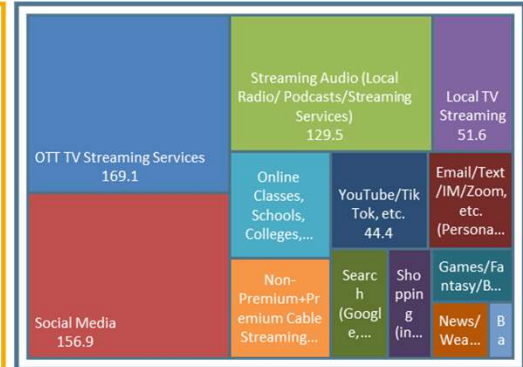 OTT TV Streaming Services
169.1
Social Media
156.9
Streaming Audio (Local
Radio/ Podcasts/Streaming
Services)
129.5
Local TV
Streaming
51.6
Online
Classes,
Schools,
Colleges,...
YouTube/Tik
Tok, etc.
44.4
Email/Text
/IM/Zoom,
etc.
(Persona...
Non-
Premium+Pr
emium Cable
Streaming...
Searc
h
(Googl
e,...
Sho
ppin
g
(in...
Games/Fa
ntasy/B...
News/
Wea...
Ba